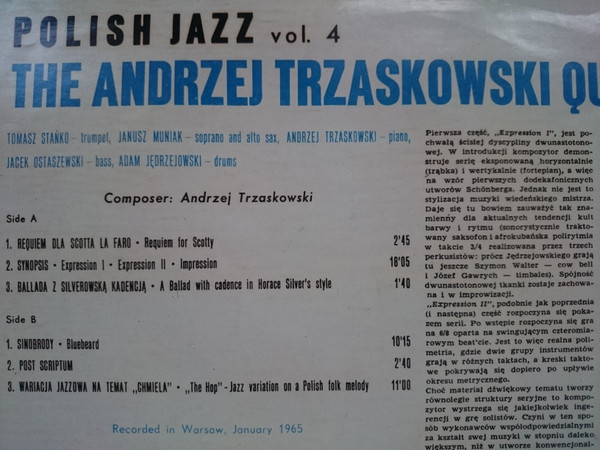 POLISH JAZZ vol. 4
THE ANDRZEJ TRZASKOWSKI QU
TOMASZ STAŃKO – trumpet, JANUSZ MUNIAK – soprano and alto sax, ANDRZEJ TRZASKOWSKI – piano,
JACEK OSTASZEWSKI – bass, ADAM JĘDRZEJOWSKI – drums
Composer: Andrzej Trzaskowski
Side A
1. REQUIEM DLA SCOTTA LA FARO • Requiem for Scotty 2'45
2. SYNOPSIS • Expression I • Expression II • Impression 16'05
3. BALLADA Z SILVEROWSKĄ KADENCJĄ • A Ballad with cadence in Horace Silver's style 1'40
Side B
1. SINOBRODY • Bluebeard 10'15
2. POST SCRIPTUM 2'40
3. WARIACJA JAZZOWA NA TEMAT „CHMIELA” • „The Hop” - Jazz variation on a Polish folk melody 11'00
Recorded in Warsaw, January 1965
Pierwsza część, „Expression I”, jest po-
chwałą ścisłej dyscypliny dwunastotono-
wej. W introdukcji kompozytor demon-
struje serię eksponowaną horyzontalnie
(trąbka) i wertykalnie (fortepian), a więc
na wzór pierwszych dodekafonicznych
utworów Schönberga. Jednak nie jest to
stylizacja muzyki wiedeńskiego mistrza.
Daje się tu bowiem zauważyć tak zna-
mienny dla aktualnych tendencji kult
barwy i rytmu (sonorystycznie trakto-
wany saksofon i afrokubańska polirytmia
w takcie 3/4 realizowana przez trzech
perkusistów: prócz Jędrzejowskiego grają
tu jeszcze Szymon Walter — cow bell
i Józef Gawrych — timbales). Spójność
dwunastotonowej tkanki zostaje zachowa-
na i w improwizacji.
„Expression II”, podobnie jak poprzednia
(i następna) część rozpoczyna się poka-
zem serii. Po wstępie rozpoczyna się gra
na 6/8 oparta na swingującym czteromia-
rowym beat'cie. Jest to więc realna poli-
metria, gdzie dwie grupy instrumentów
grają w różnych taktach, a kreski takto-
we pokrywają się dopiero po upływie
okresu metrycznego.
Choć materiał dźwiękowy tematu tworzy
równoległe struktury seryjne to kompo-
zytor wystrzega się jakiejkolwiek inge-
rencji w grę solistów. Czyni w ten spo-
sób wykonawców współodpowiedzialnymi
za kształt swej muzyki w stopniu daleko
większym, niż w utworze konwencjonal-